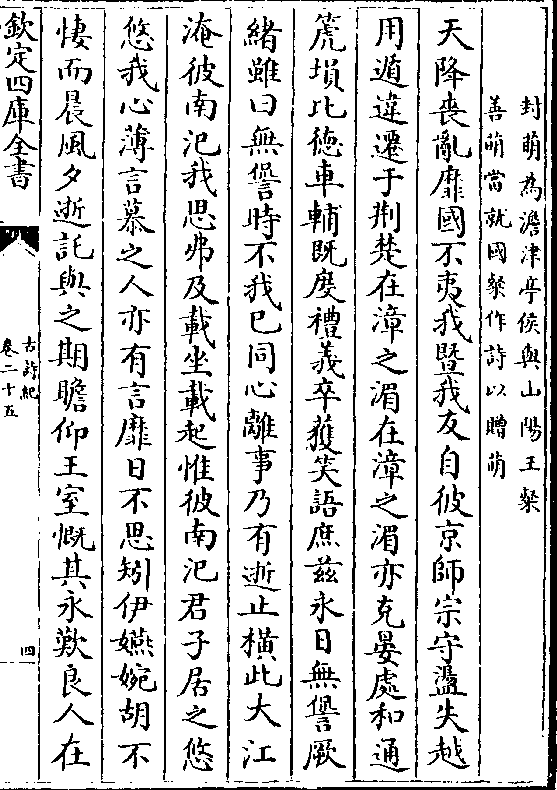 封萌為澹津亭侯與山陽王粲
善萌當就國粲作詩以贈萌
天降喪亂靡國不夷我暨我友自彼京師宗守盪失越
用遁違遷于荆楚在漳之湄在漳之湄亦克晏處和通
箎塤比德車輔既度禮義卒獲笑語庶兹永日無諐厥
緒雖曰無諐時不我已同心離事乃有逝止橫此大江
淹彼南汜我思弗及載坐載起惟彼南汜君子居之悠
悠我心薄言慕之人亦有言靡日不思矧伊嬿婉胡不
悽而晨風夕逝託與之期瞻仰王室慨其永歎良人在
欽定四庫全書
古詩紀
卷二十五
四